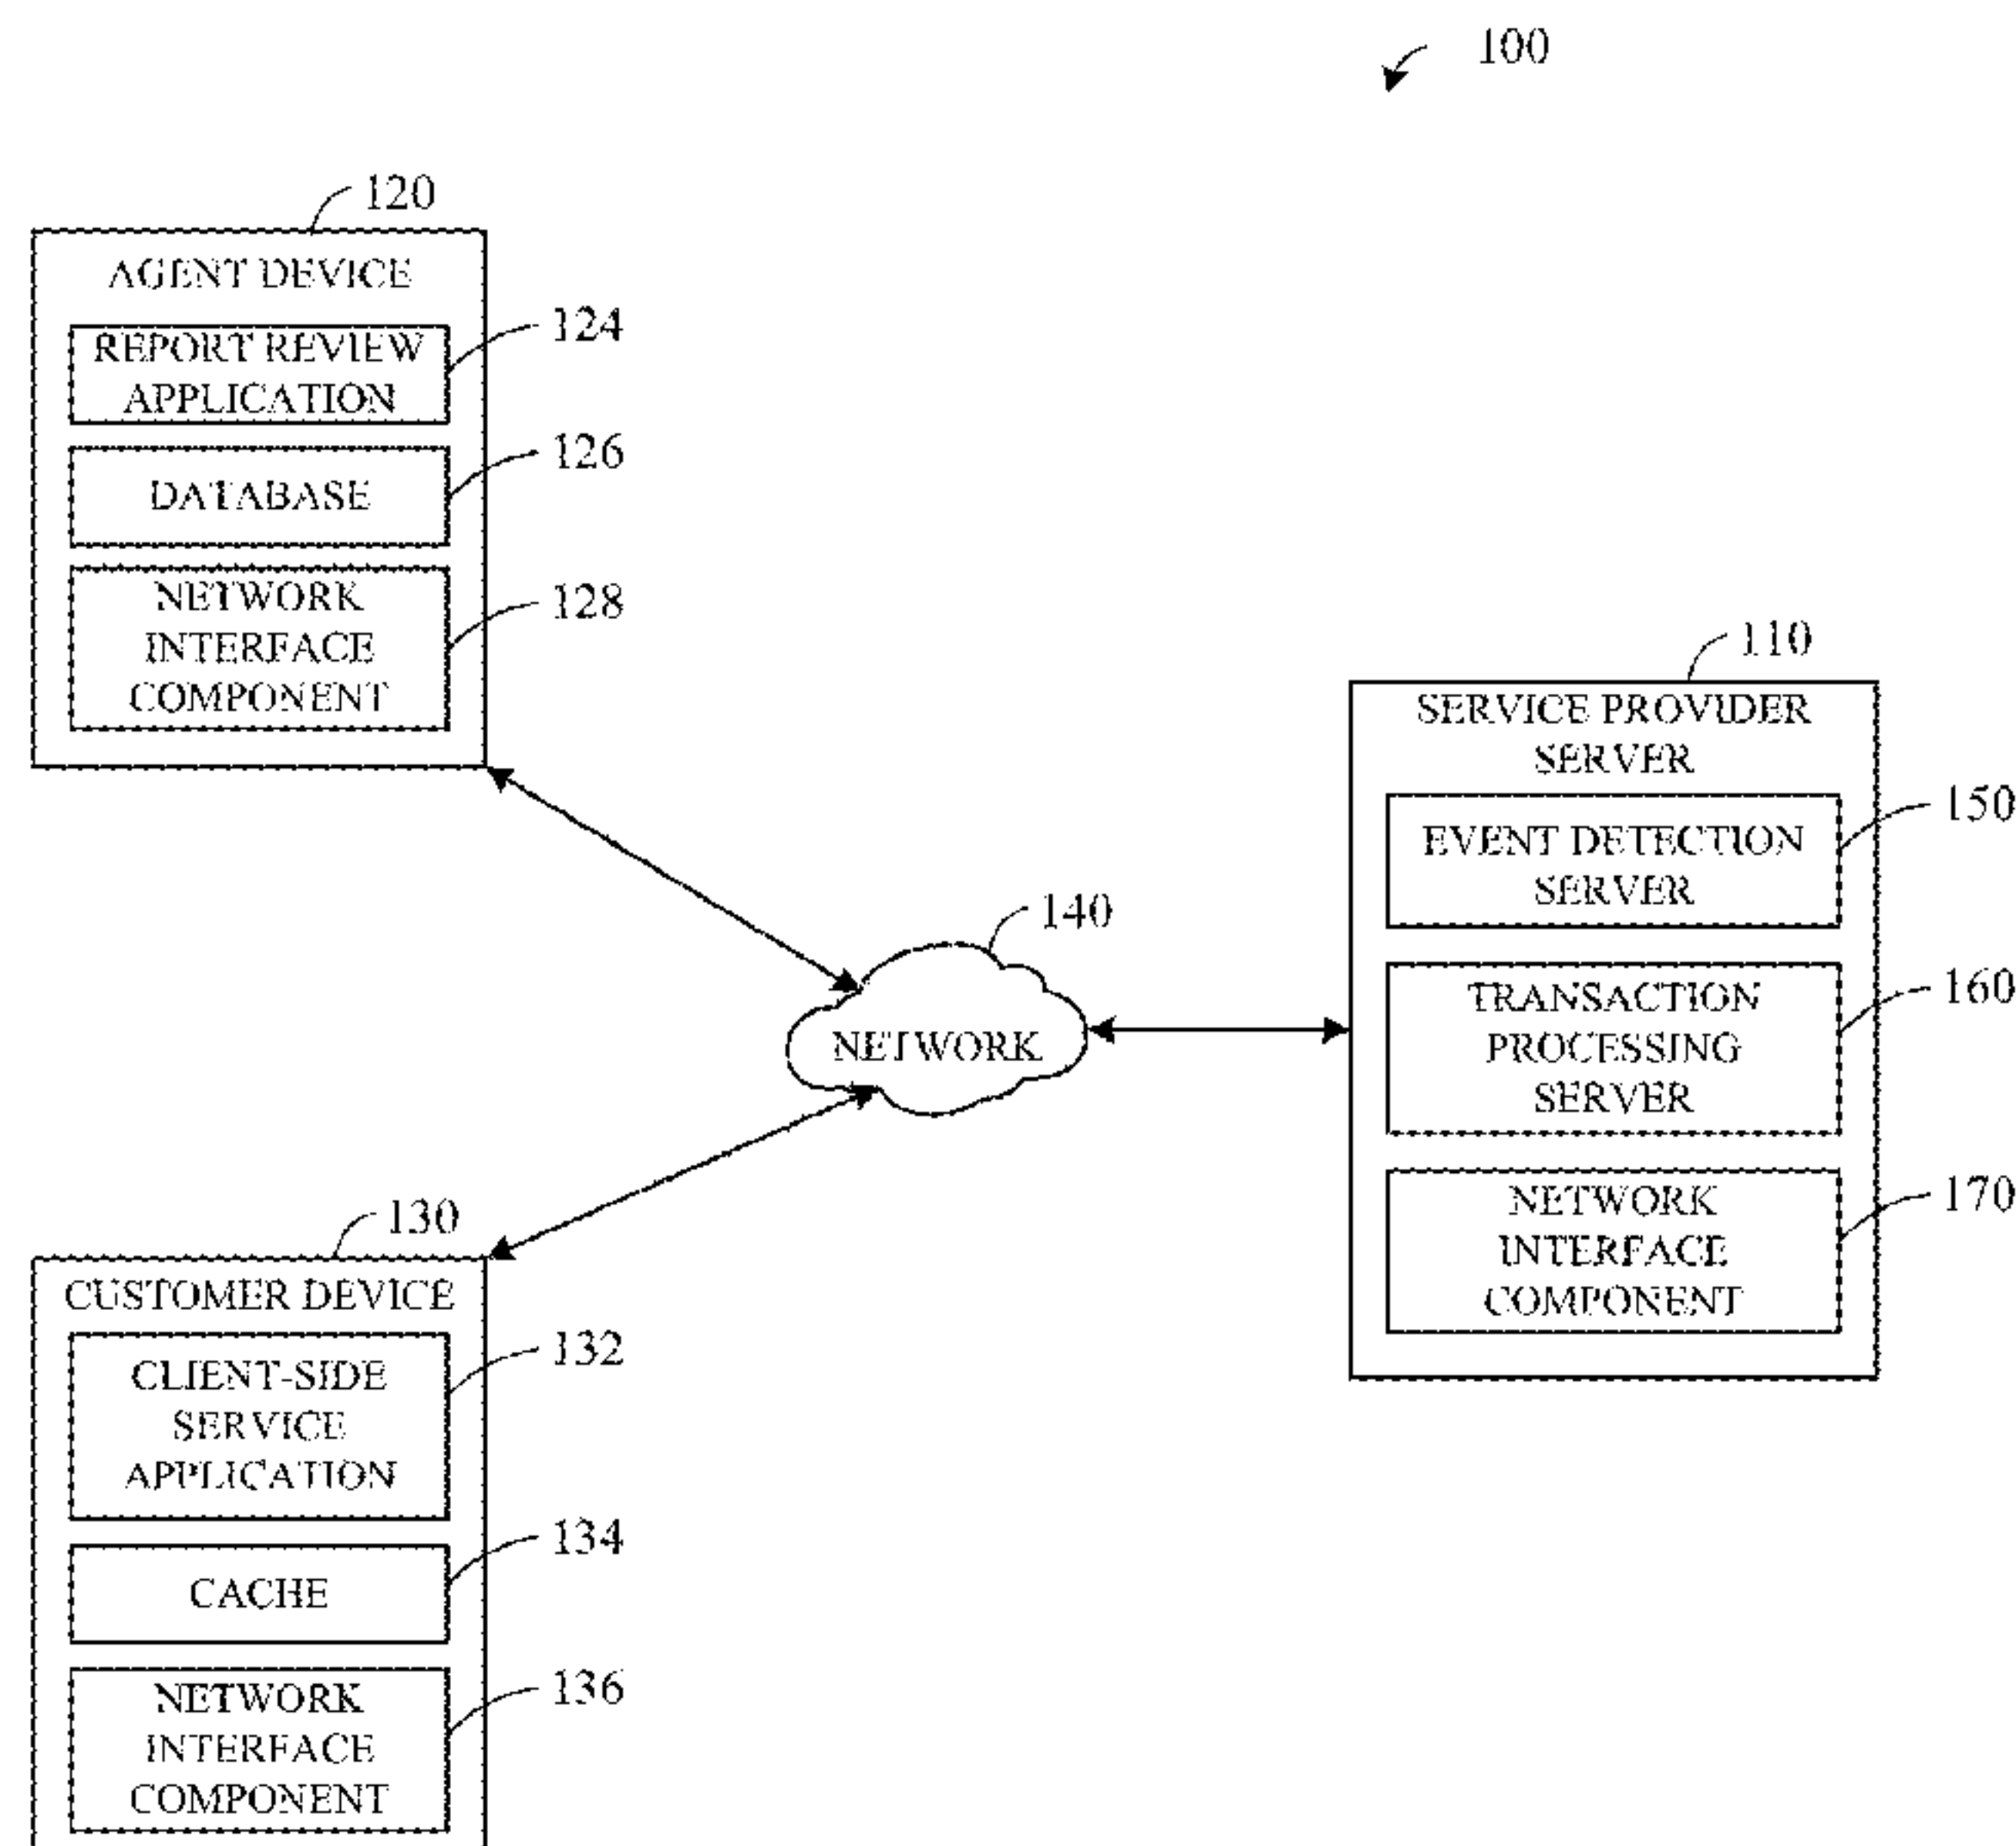 100
120
AGENT DEVICE
REPORT REVIEW
APPLICATION
124
DATABASE
126
NETWORK
INTERFACE
COMPONENT
128
110
SERVICE PROVIDER
SERVER
EVENT DETECTION
SERVER
150
TRANSACTION
PROCESSING
SERVER
160
NETWORK
INTERFACE
COMPONENT
170
140
NETWORK
130
CUSTOMER DEVICE
CLIENT-SIDE
SERVICE
APPLICATION
132
CACHE
134
NETWORK
INTERFACE
COMPONENT
136